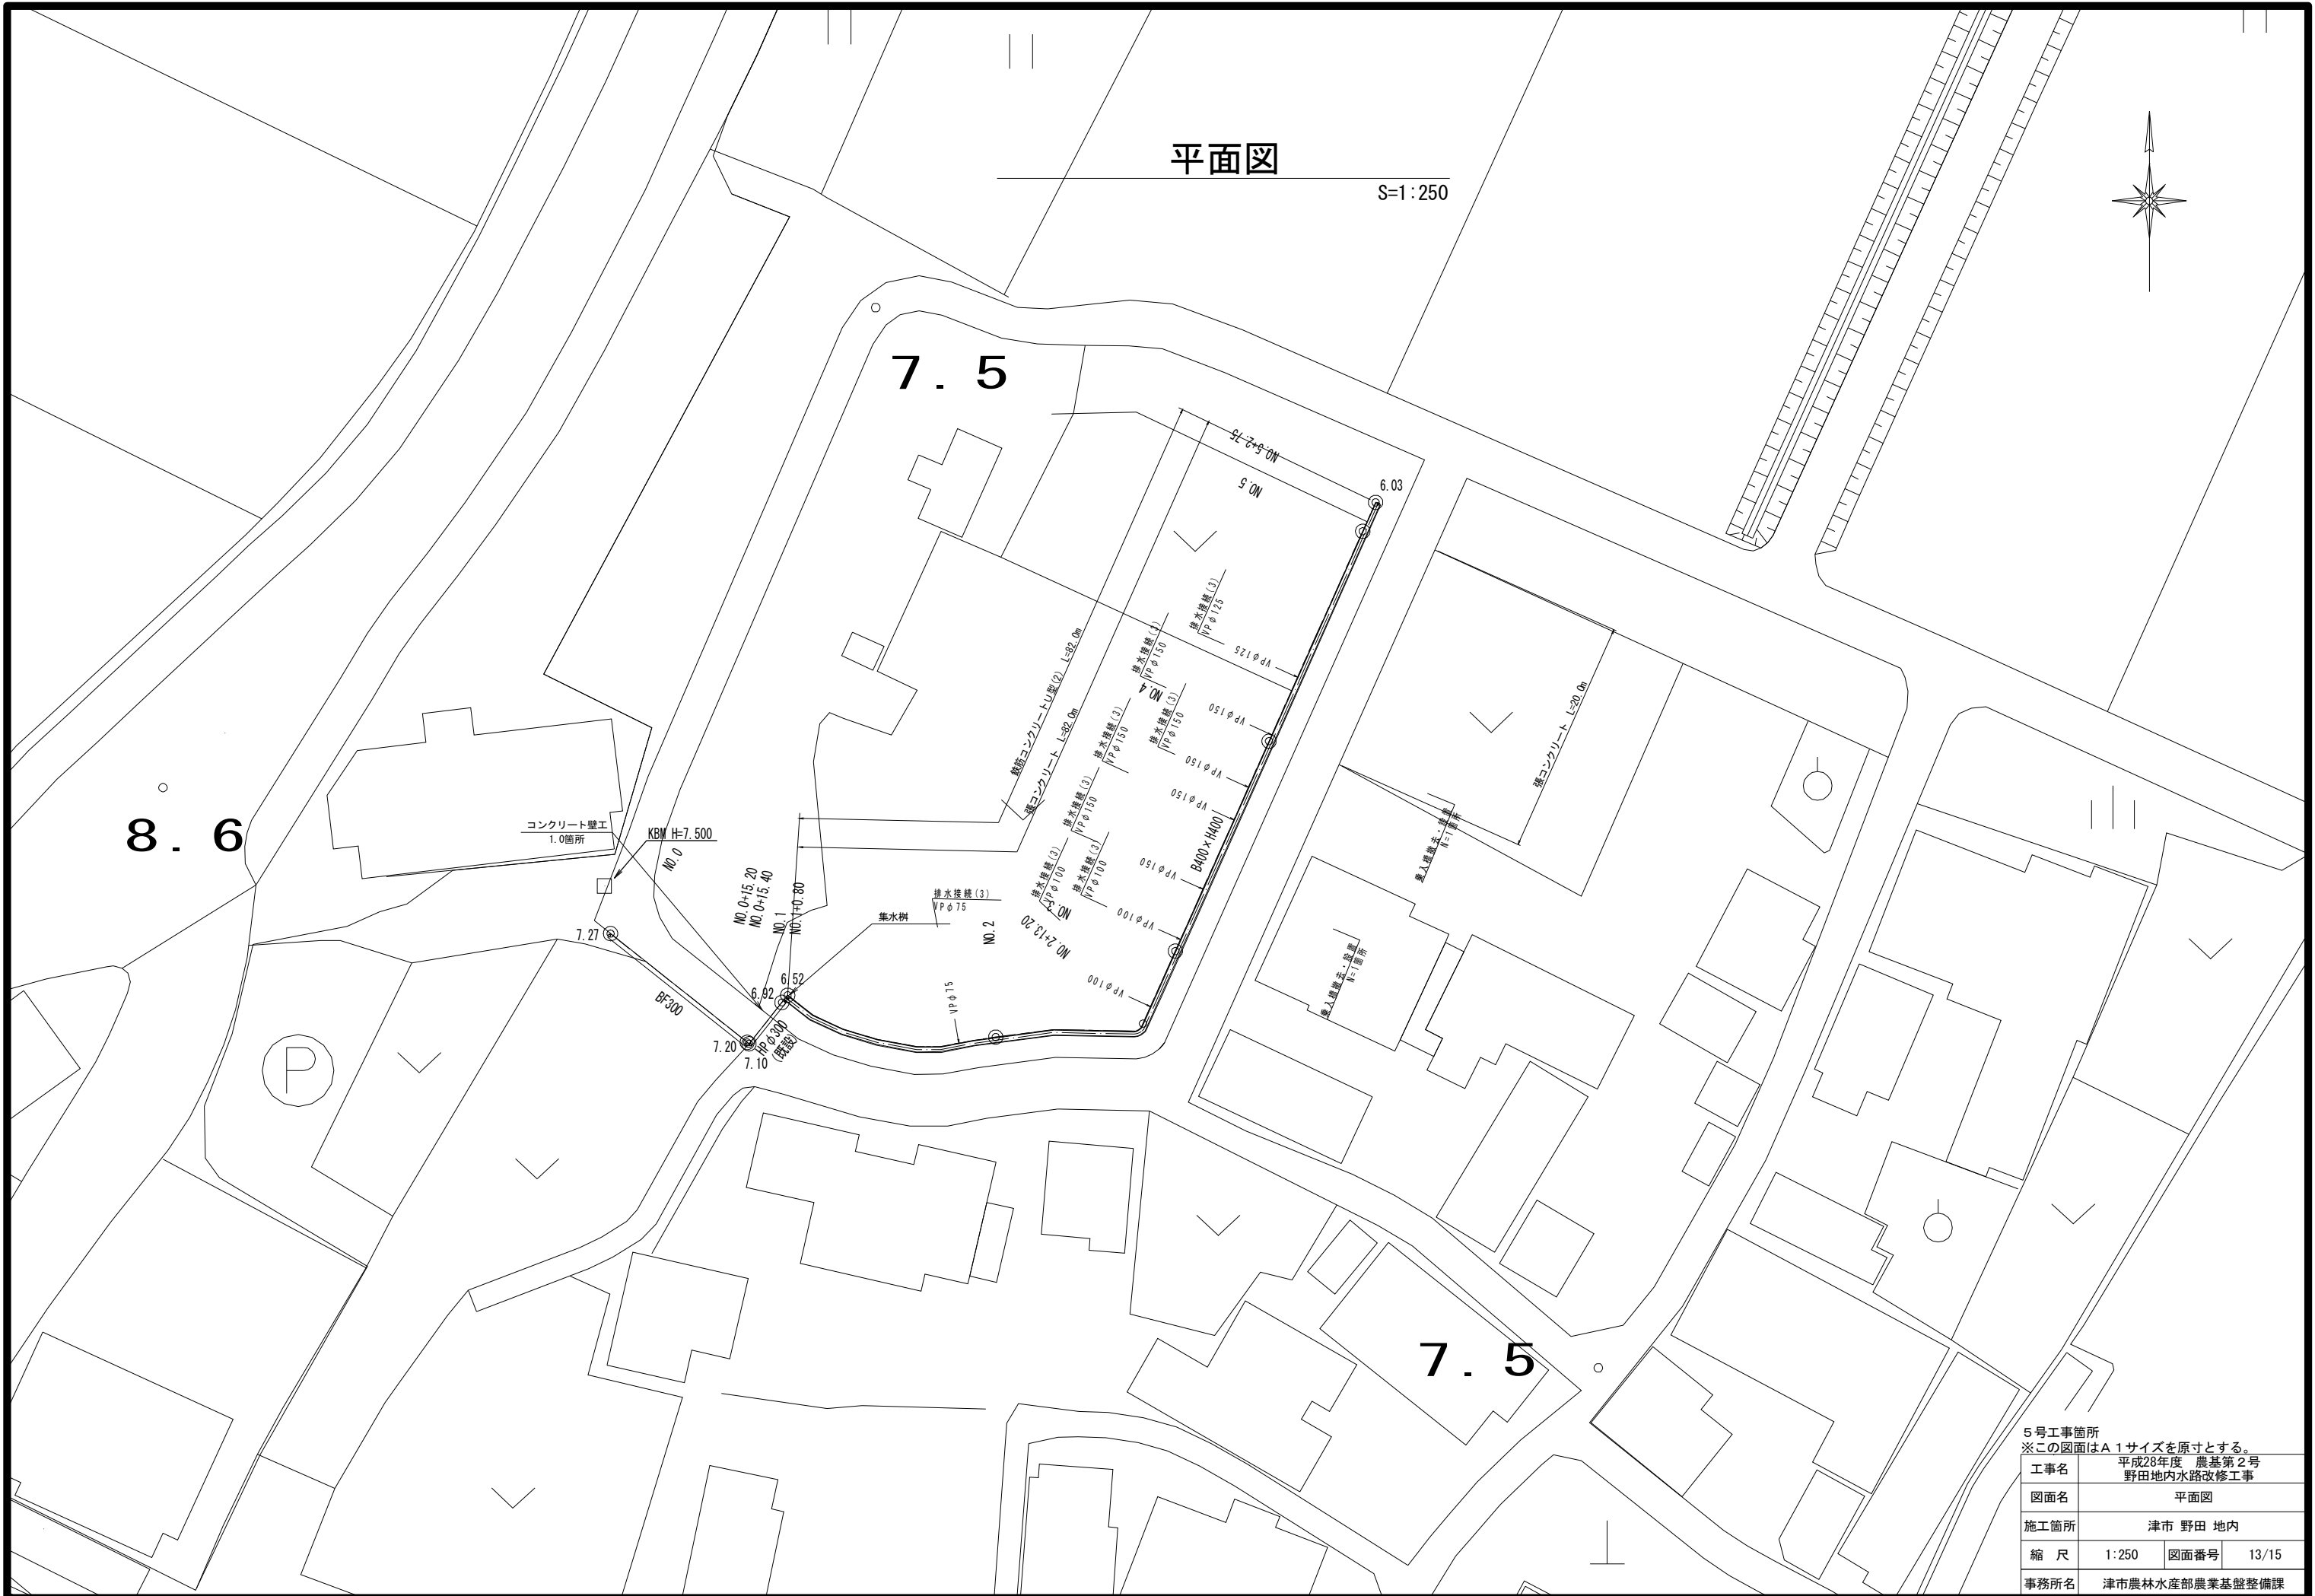 平面図
S=1:250
7.5
NO.5+2.75
NO.5
6.03
排水接続(3)
VPφ125
排水接続(3)
VPφ150
NO.4
VPφ125
鉄筋コンクリートU型(2) L=82.0m
張コンクリート L=82.0m
排水接続(3)
VPφ150
排水接続(3)
VPφ150
VPφ150
VPφ150
VPφ150
張コンクリート L=20.0m
排水接続(3)
VPφ150
B400×H400
VPφ150
乗入橋撤去・設置
N=1箇所
8.6
コンクリート壁工
1.0箇所
KBM H=7.500
NO.0
NO.0+15.20
NO.0+15.40
NO.1
NO.1+0.80
排水接続(3)
VPφ75
集水桝
NO.2
排水接続(3)
VPφ100
排水接続(3)
VPφ100
NO.3
NO.2+13.20
VPφ100
VPφ100
乗入橋撤去・設置
N=1箇所
7.27
BF300
6.52
6.92
VPφ75
7.20
7.10
HPφ300
(既設)
P
7.5
5号工事箇所
※この図面はA1サイズを原寸とする。
工事名 平成28年度 農基第2号
野田地内水路改修工事
図面名 平面図
施工箇所 津市 野田 地内
縮 尺 1:250 図面番号 13/15
事務所名 津市農林水産部農業基盤整備課